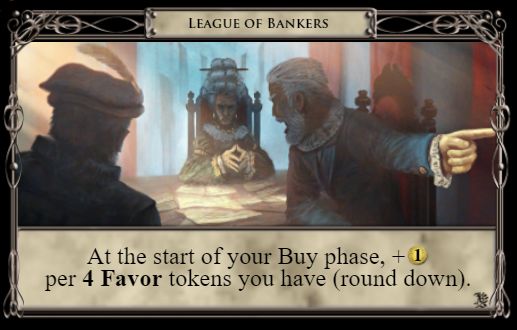 League of Bankers
At the start of your Buy phase, +1
per 4 Favor tokens you have (round down).